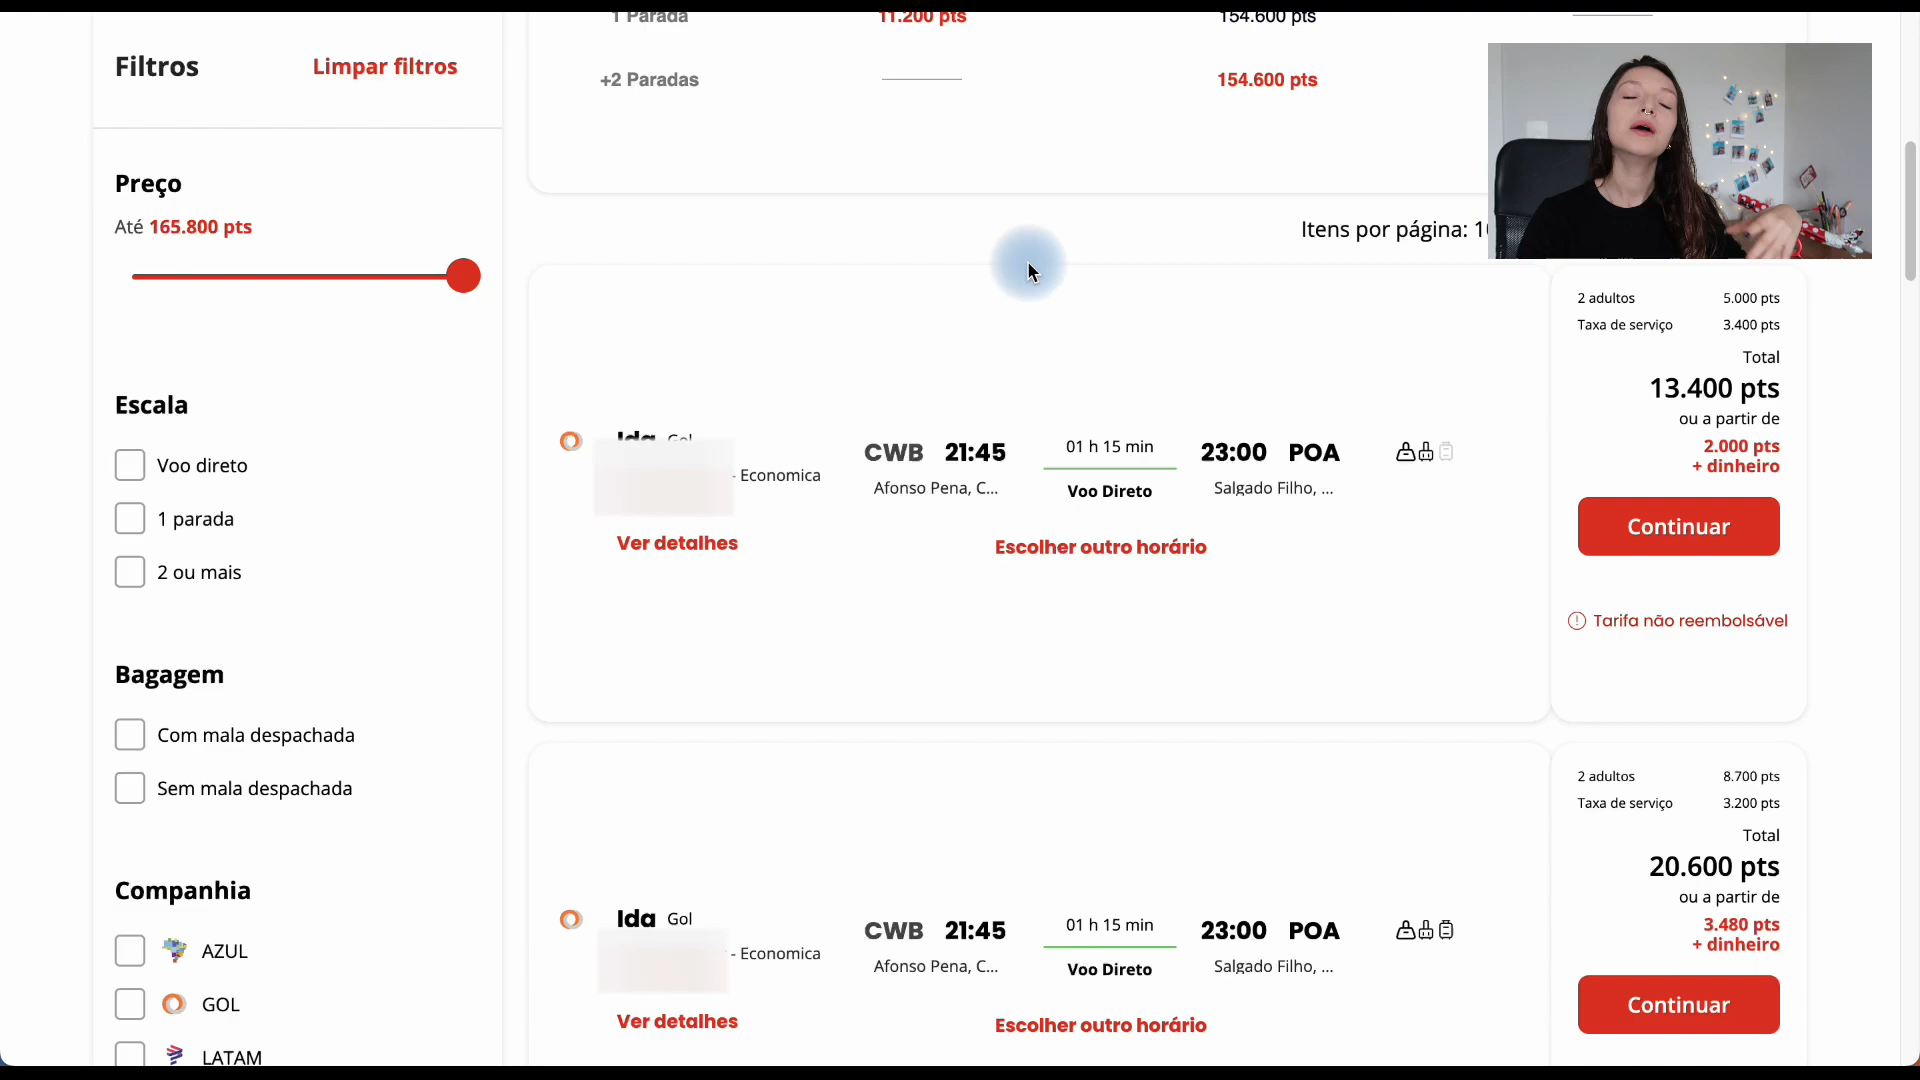 1 Parada 11.200 pts 154.600 pts
+2 Paradas 154.600 pts
Filtros Limpar filtros
Preço
Até 165.800 pts
Escala
Voo direto
1 parada
2 ou mais
Bagagem
Com mala despachada
Sem mala despachada
Companhia
AZUL
GOL
LATAM
Itens por página:
Ida Gol
- Economica
Ver detalhes
CWB 21:45
Afonso Pena, C...
01 h 15 min
Voo Direto
23:00 POA
Salgado Filho, ...
Escolher outro horário
2 adultos 5.000 pts
Taxa de serviço 3.400 pts
Total
13.400 pts
ou a partir de
2.000 pts
+ dinheiro
Continuar
Tarifa não reembolsável
Ida Gol
- Economica
Ver detalhes
CWB 21:45
Afonso Pena, C...
01 h 15 min
Voo Direto
23:00 POA
Salgado Filho, ...
Escolher outro horário
2 adultos 8.700 pts
Taxa de serviço 3.200 pts
Total
20.600 pts
ou a partir de
3.480 pts
+ dinheiro
Continuar